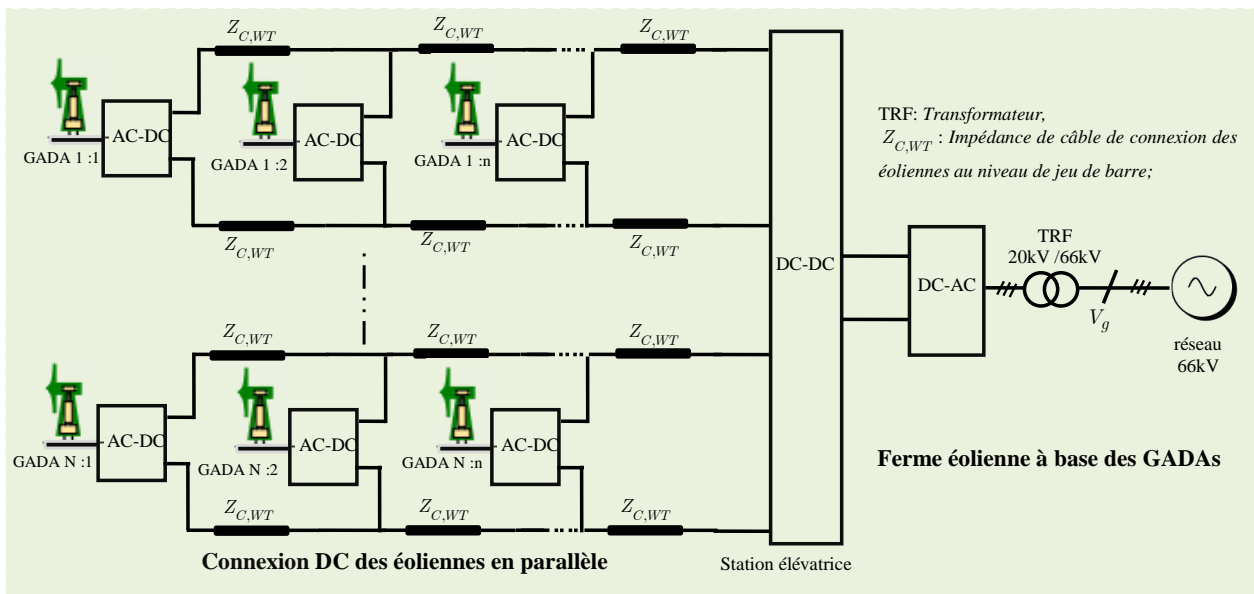 Z_{C,WT} Z_{C,WT} Z_{C,WT}
AC-DC AC-DC AC-DC
GADA 1 :1 GADA 1 :2 GADA 1 :n
Z_{C,WT} Z_{C,WT} Z_{C,WT}
TRF: Transformateur,
Z_{C,WT} : Impédance de câble de connexion des
éoliennes au niveau de jeu de barre;
DC-DC
DC-AC
TRF
20kV /66kV
V_g
réseau
66kV
Z_{C,WT} Z_{C,WT} Z_{C,WT}
AC-DC AC-DC AC-DC
GADA N :1 GADA N :2 GADA N :n
Z_{C,WT} Z_{C,WT} Z_{C,WT}
Ferme éolienne à base des GADAs
Connexion DC des éoliennes en parallèle
Station élévatrice